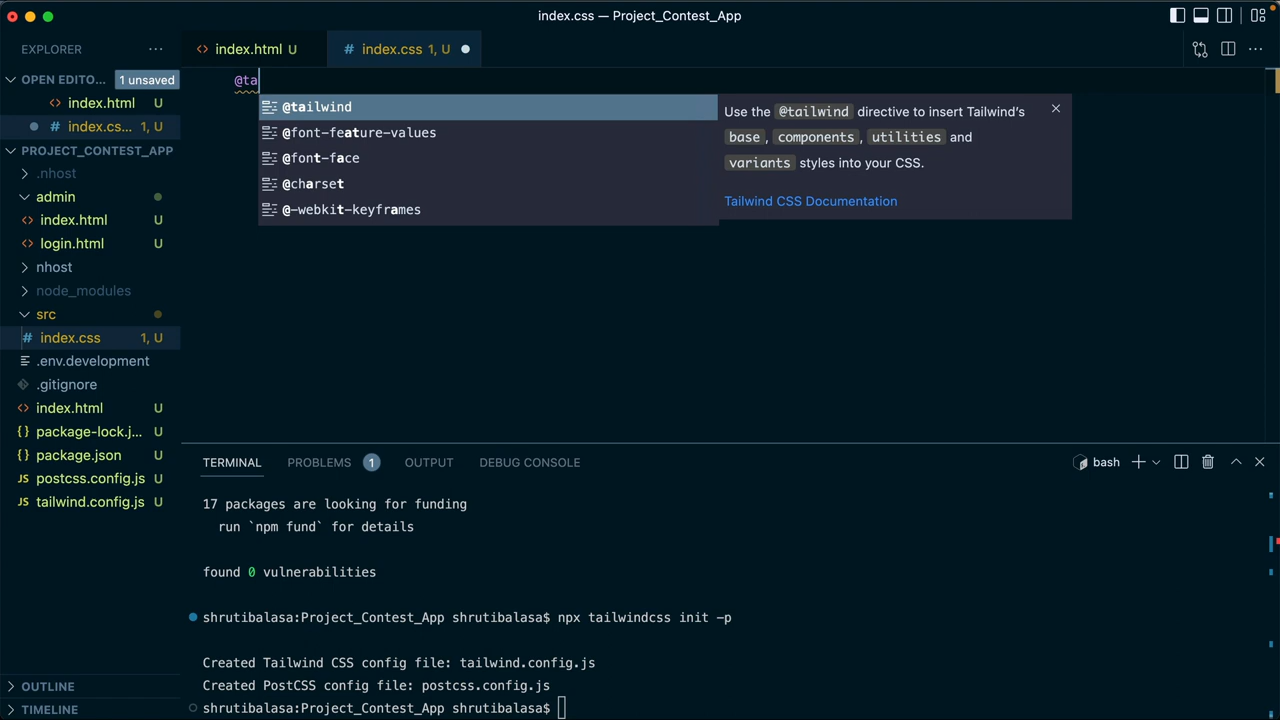 index.css — Project_Contest_App
EXPLORER
index.html U
index.css 1, U
OPEN EDITO... 1 unsaved
index.html U
index.cs... 1, U
PROJECT_CONTEST_APP
.nhost
admin
index.html U
login.html U
nhost
node_modules
src
index.css 1, U
.env.development
.gitignore
index.html U
package-lock.j... U
package.json U
postcss.config.js U
tailwind.config.js U
OUTLINE
TIMELINE
@ta
@tailwind
@font-feature-values
@font-face
@charset
@-webkit-keyframes
Use the @tailwind directive to insert Tailwind's
base, components, utilities and
variants styles into your CSS.
Tailwind CSS Documentation
TERMINAL PROBLEMS 1 OUTPUT DEBUG CONSOLE
bash
17 packages are looking for funding
run `npm fund` for details
found 0 vulnerabilities
shrutibalasa:Project_Contest_App shrutibalasa$ npx tailwindcss init -p
Created Tailwind CSS config file: tailwind.config.js
Created PostCSS config file: postcss.config.js
shrutibalasa:Project_Contest_App shrutibalasa$